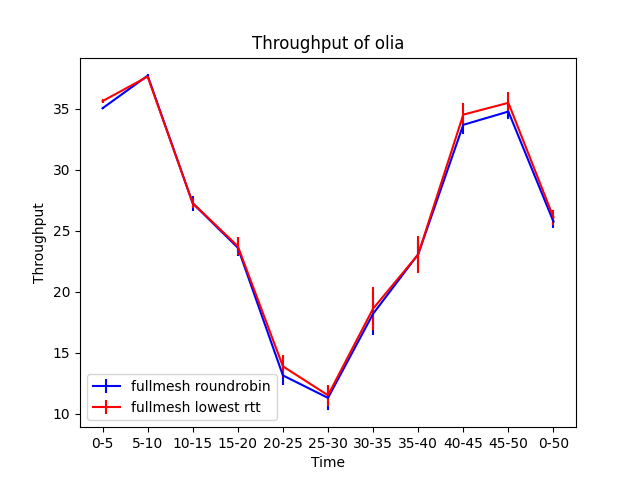 Throughput of olia
Throughput
35
30
25
20
15
10
fullmesh roundrobin
fullmesh lowest rtt
0-5 5-10 10-15 15-20 20-25 25-30 30-35 35-40 40-45 45-50 0-50
Time